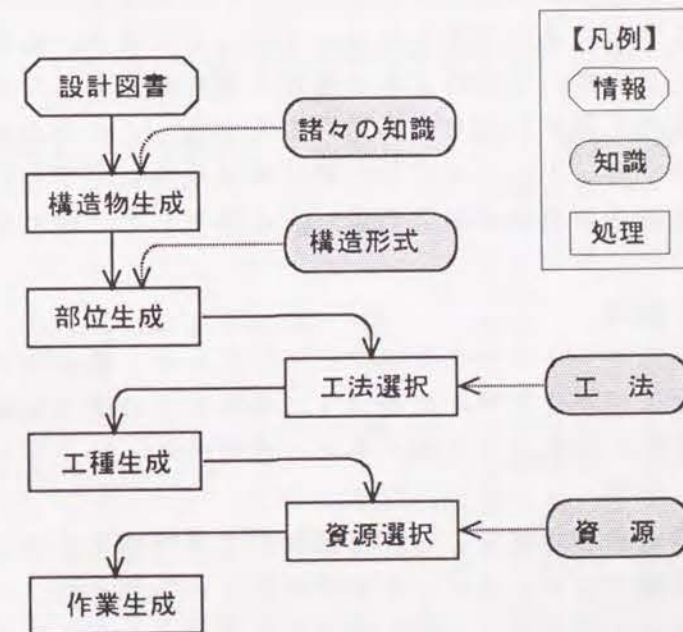 【凡例】
情報
知識
処理
設計図書
諸々の知識
構造物生成
構造形式
部位生成
工法選択
工 法
工種生成
資源選択
資 源
作業生成